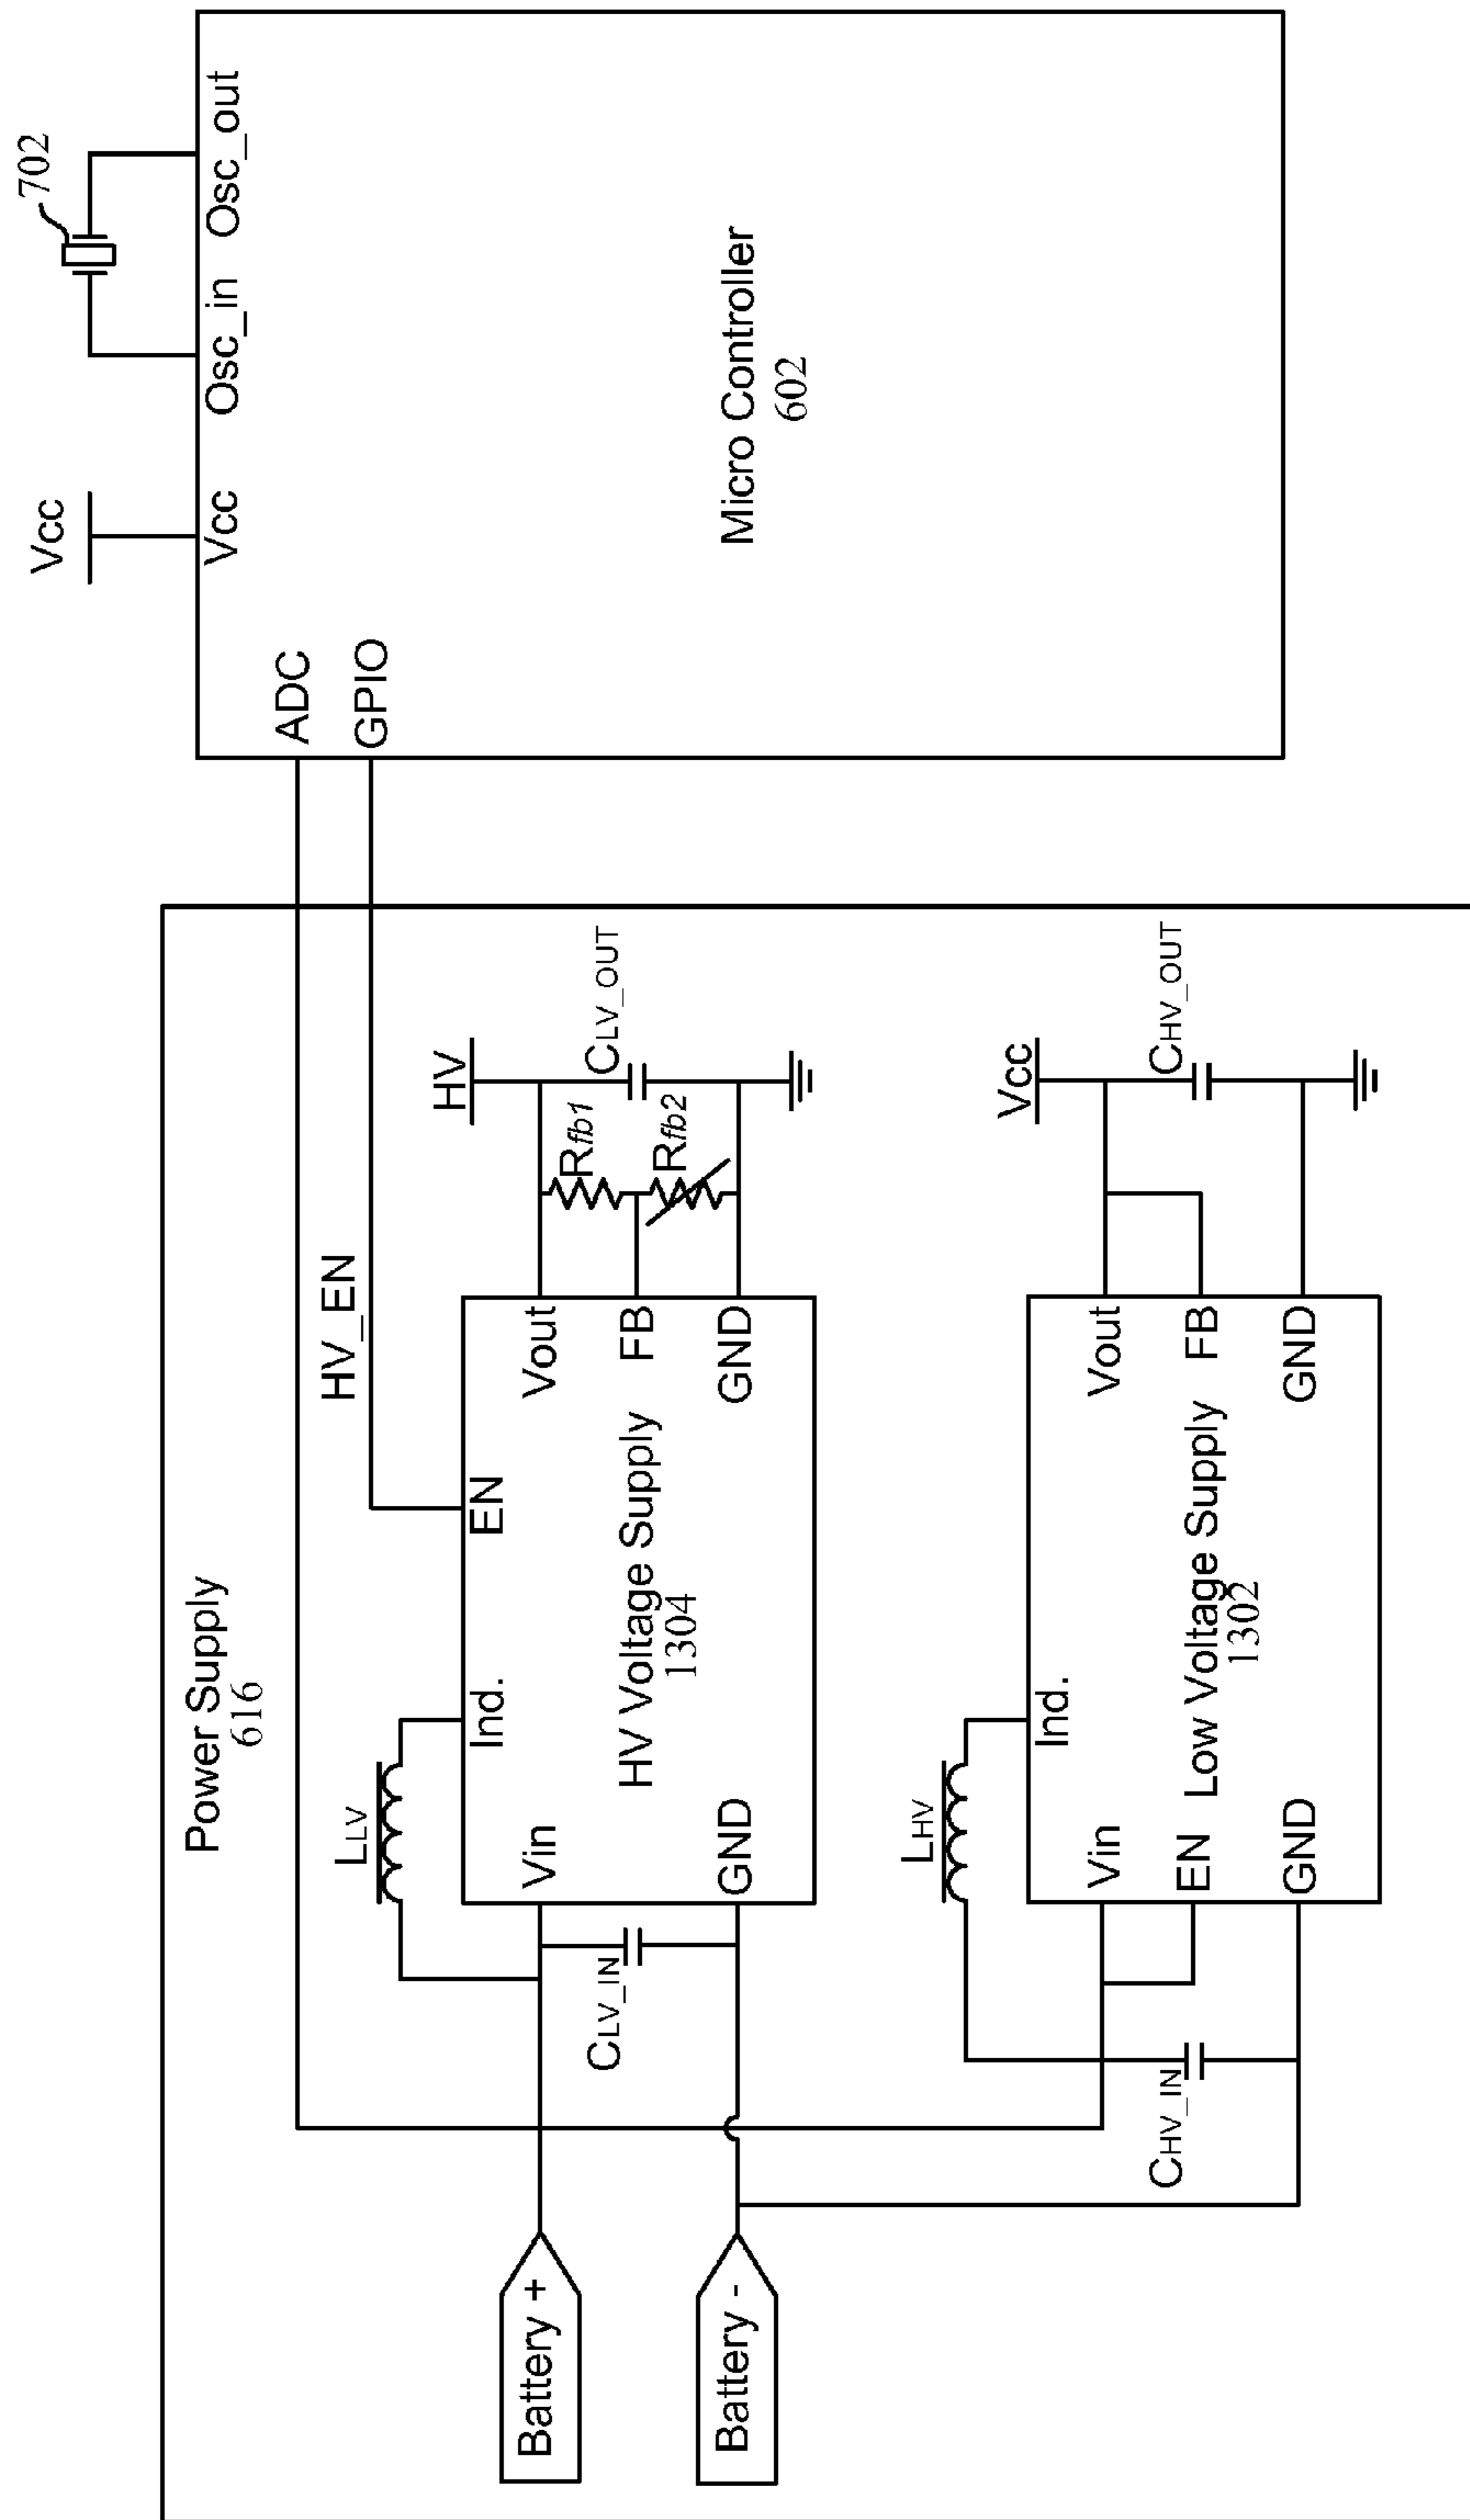 Power Supply
616
Battery +
Battery -
LLV
CLV_IN
Vin
GND
Ind.
EN
HV Voltage Supply
1304
Vout
FB
GND
HV_EN
HV
Rfb1
Rfb2
CLV_OUT
LHV
CHV_IN
Vin
EN
GND
Ind.
Low Voltage Supply
1302
Vout
FB
GND
Vcc
CHV_OUT
ADC
GPIO
Vcc
Vcc
Osc_in
Osc_out
702
Micro Controller
602